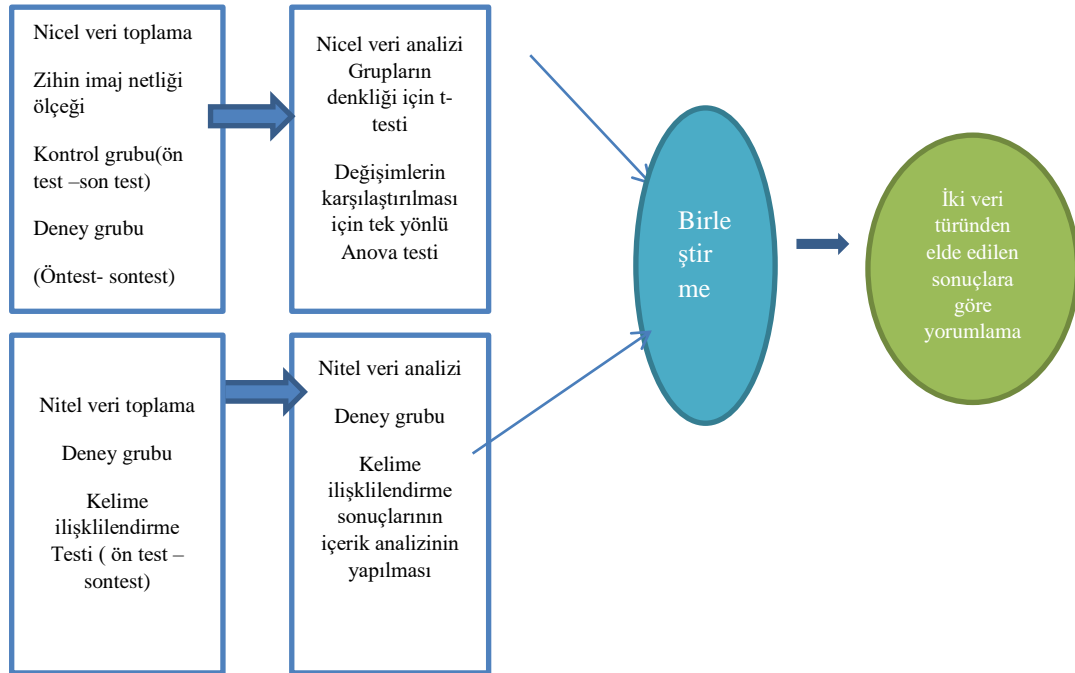 Nicel veri toplama
Zihin imaj netliği
ölçeği
Kontrol grubu(ön
test –son test)
Deney grubu
(Öntest- sontest)
Nicel veri analizi
Grupların
denkliği için t-
testi
Değişimlerin
karşılaştırılması
için tek yönlü
Anova testi
Nitel veri toplama
Deney grubu
Kelime
ilişklilendirme
Testi ( ön test –
sontest)
Nitel veri analizi
Deney grubu
Kelime
ilişklilendirme
sonuçlarının
içerik analizinin
yapılması
Birle
ştir
me
İki veri
türünden
elde edilen
sonuçlara
göre
yorumlama